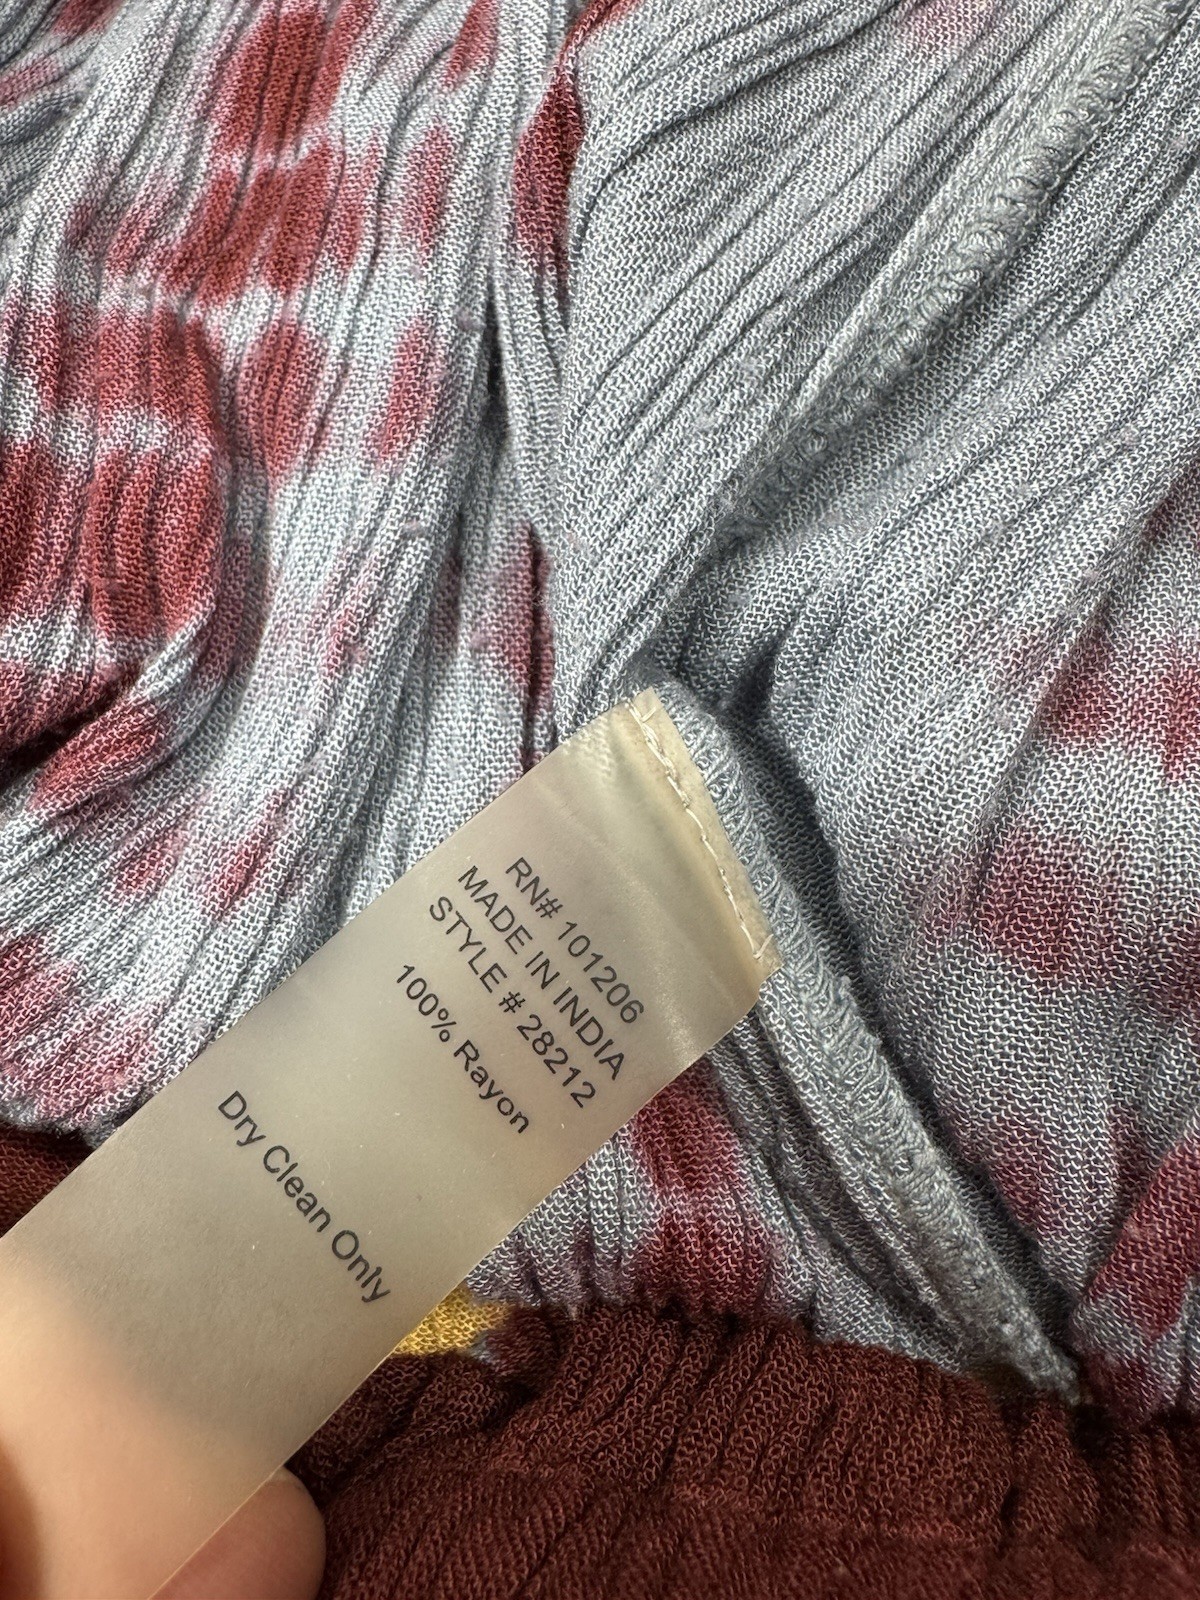 RN# 101206
MADE IN INDIA
STYLE # 28212
100% Rayon
Dry Clean Only